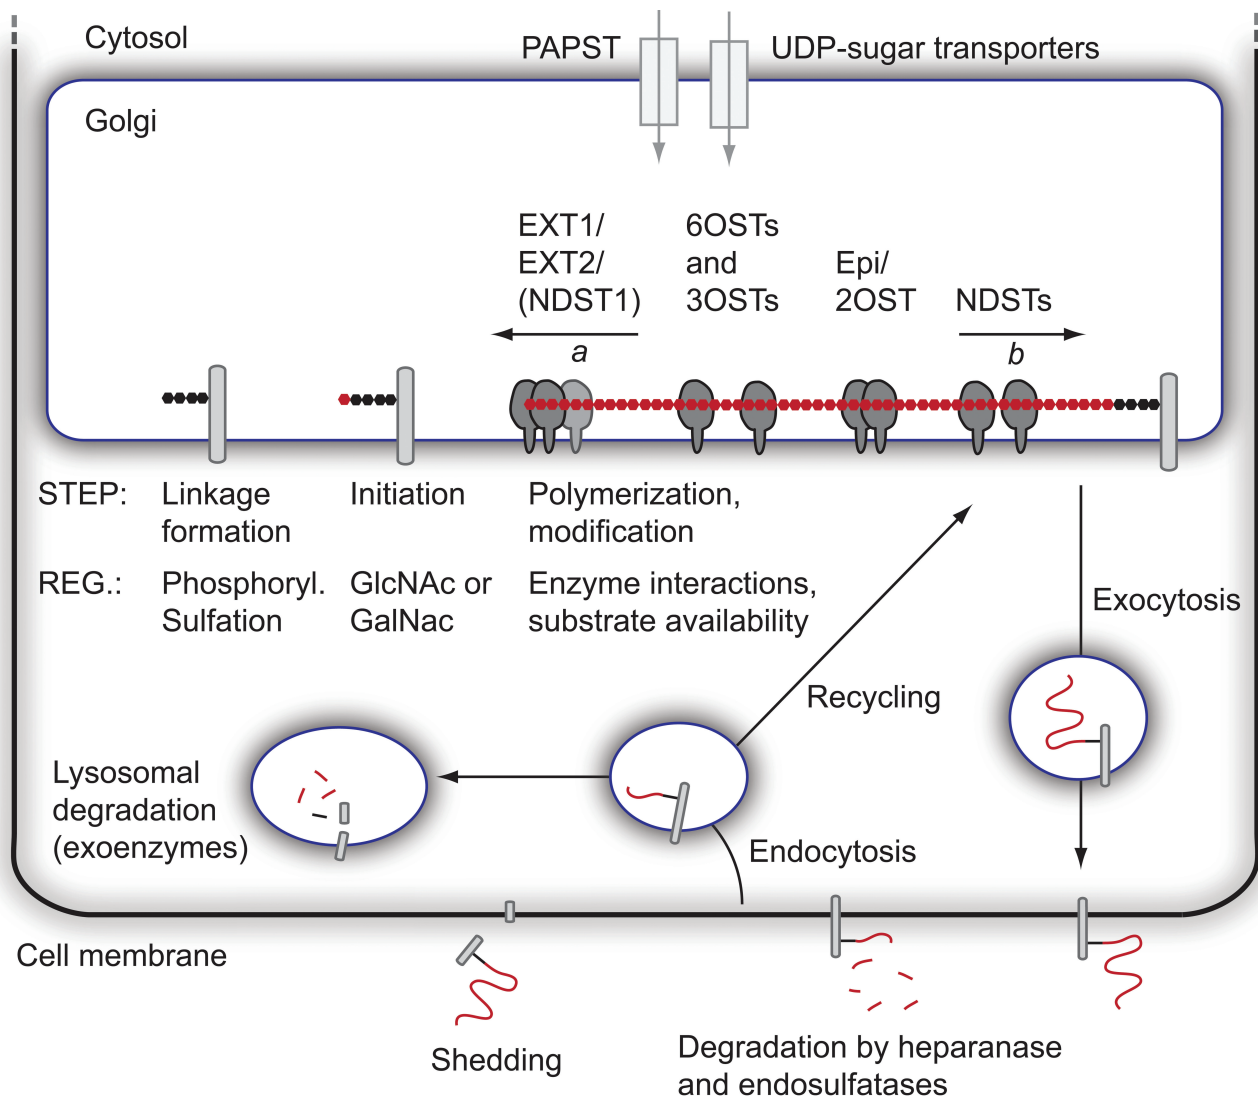 Cytosol
PAPST
UDP-sugar transporters
Golgi
EXT1/
EXT2/
(NDST1)
6OSTs
and
3OSTs
Epi/
2OST
NDSTs
a
b
STEP:
Linkage
formation
Initiation
Polymerization,
modification
REG.:
Phosphoryl.
Sulfation
GlcNAc or
GalNac
Enzyme interactions,
substrate availability
Exocytosis
Recycling
Lysosomal
degradation
(exoenzymes)
Endocytosis
Cell membrane
Shedding
Degradation by heparanase
and endosulfatases